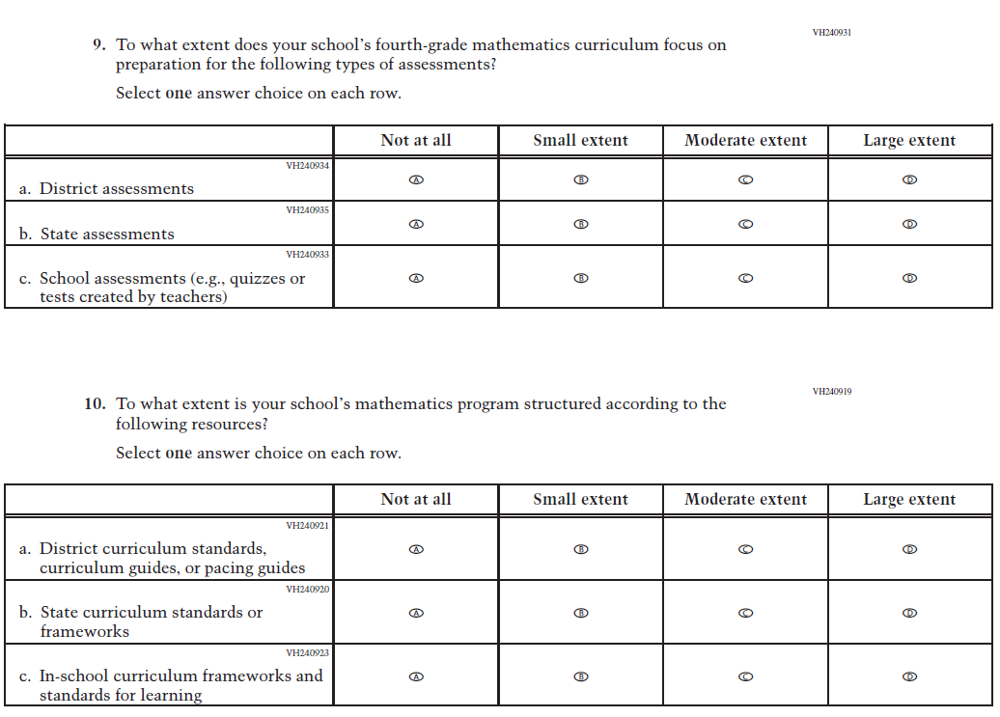 VH240931
9. To what extent does your school’s fourth-grade mathematics curriculum focus on
preparation for the following types of assessments?
Select one answer choice on each row.
Not at all Small extent Moderate extent Large extent
VH240934
a. District assessments A B C D
VH240935
b. State assessments A B C D
VH240933
c. School assessments (e.g., quizzes or A B C D
tests created by teachers)
VH240919
10. To what extent is your school’s mathematics program structured according to the
following resources?
Select one answer choice on each row.
Not at all Small extent Moderate extent Large extent
VH240921
a. District curriculum standards, A B C D
curriculum guides, or pacing guides
VH240920
b. State curriculum standards or A B C D
frameworks
VH240923
c. In-school curriculum frameworks and A B C D
standards for learning